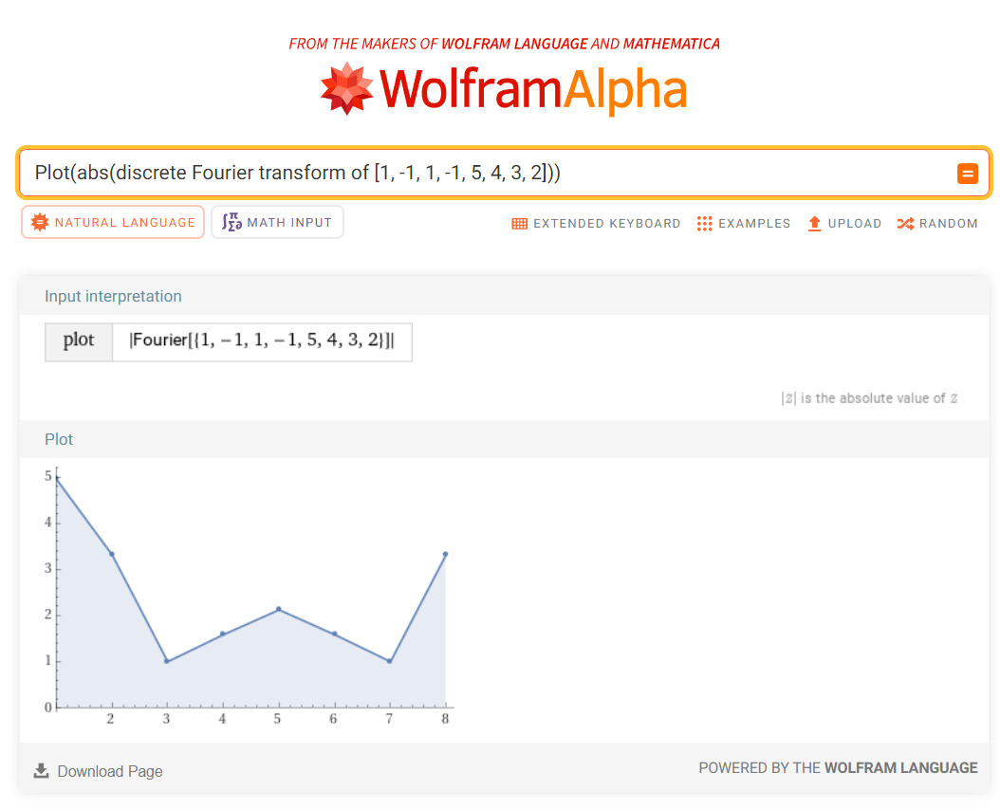 FROM THE MAKERS OF WOLFRAM LANGUAGE AND MATHEMATICA
WolframAlpha
Plot(abs(discrete Fourier transform of [1, -1, 1, -1, 5, 4, 3, 2]))
NATURAL LANGUAGE
∫π Σ∂ MATH INPUT
EXTENDED KEYBOARD
EXAMPLES
UPLOAD
RANDOM
Input interpretation
plot |Fourier[{1, −1, 1, −1, 5, 4, 3, 2}]|
|z| is the absolute value of z
Plot
5
4
3
2
1
0
2 3 4 5 6 7 8
Download Page
POWERED BY THE WOLFRAM LANGUAGE